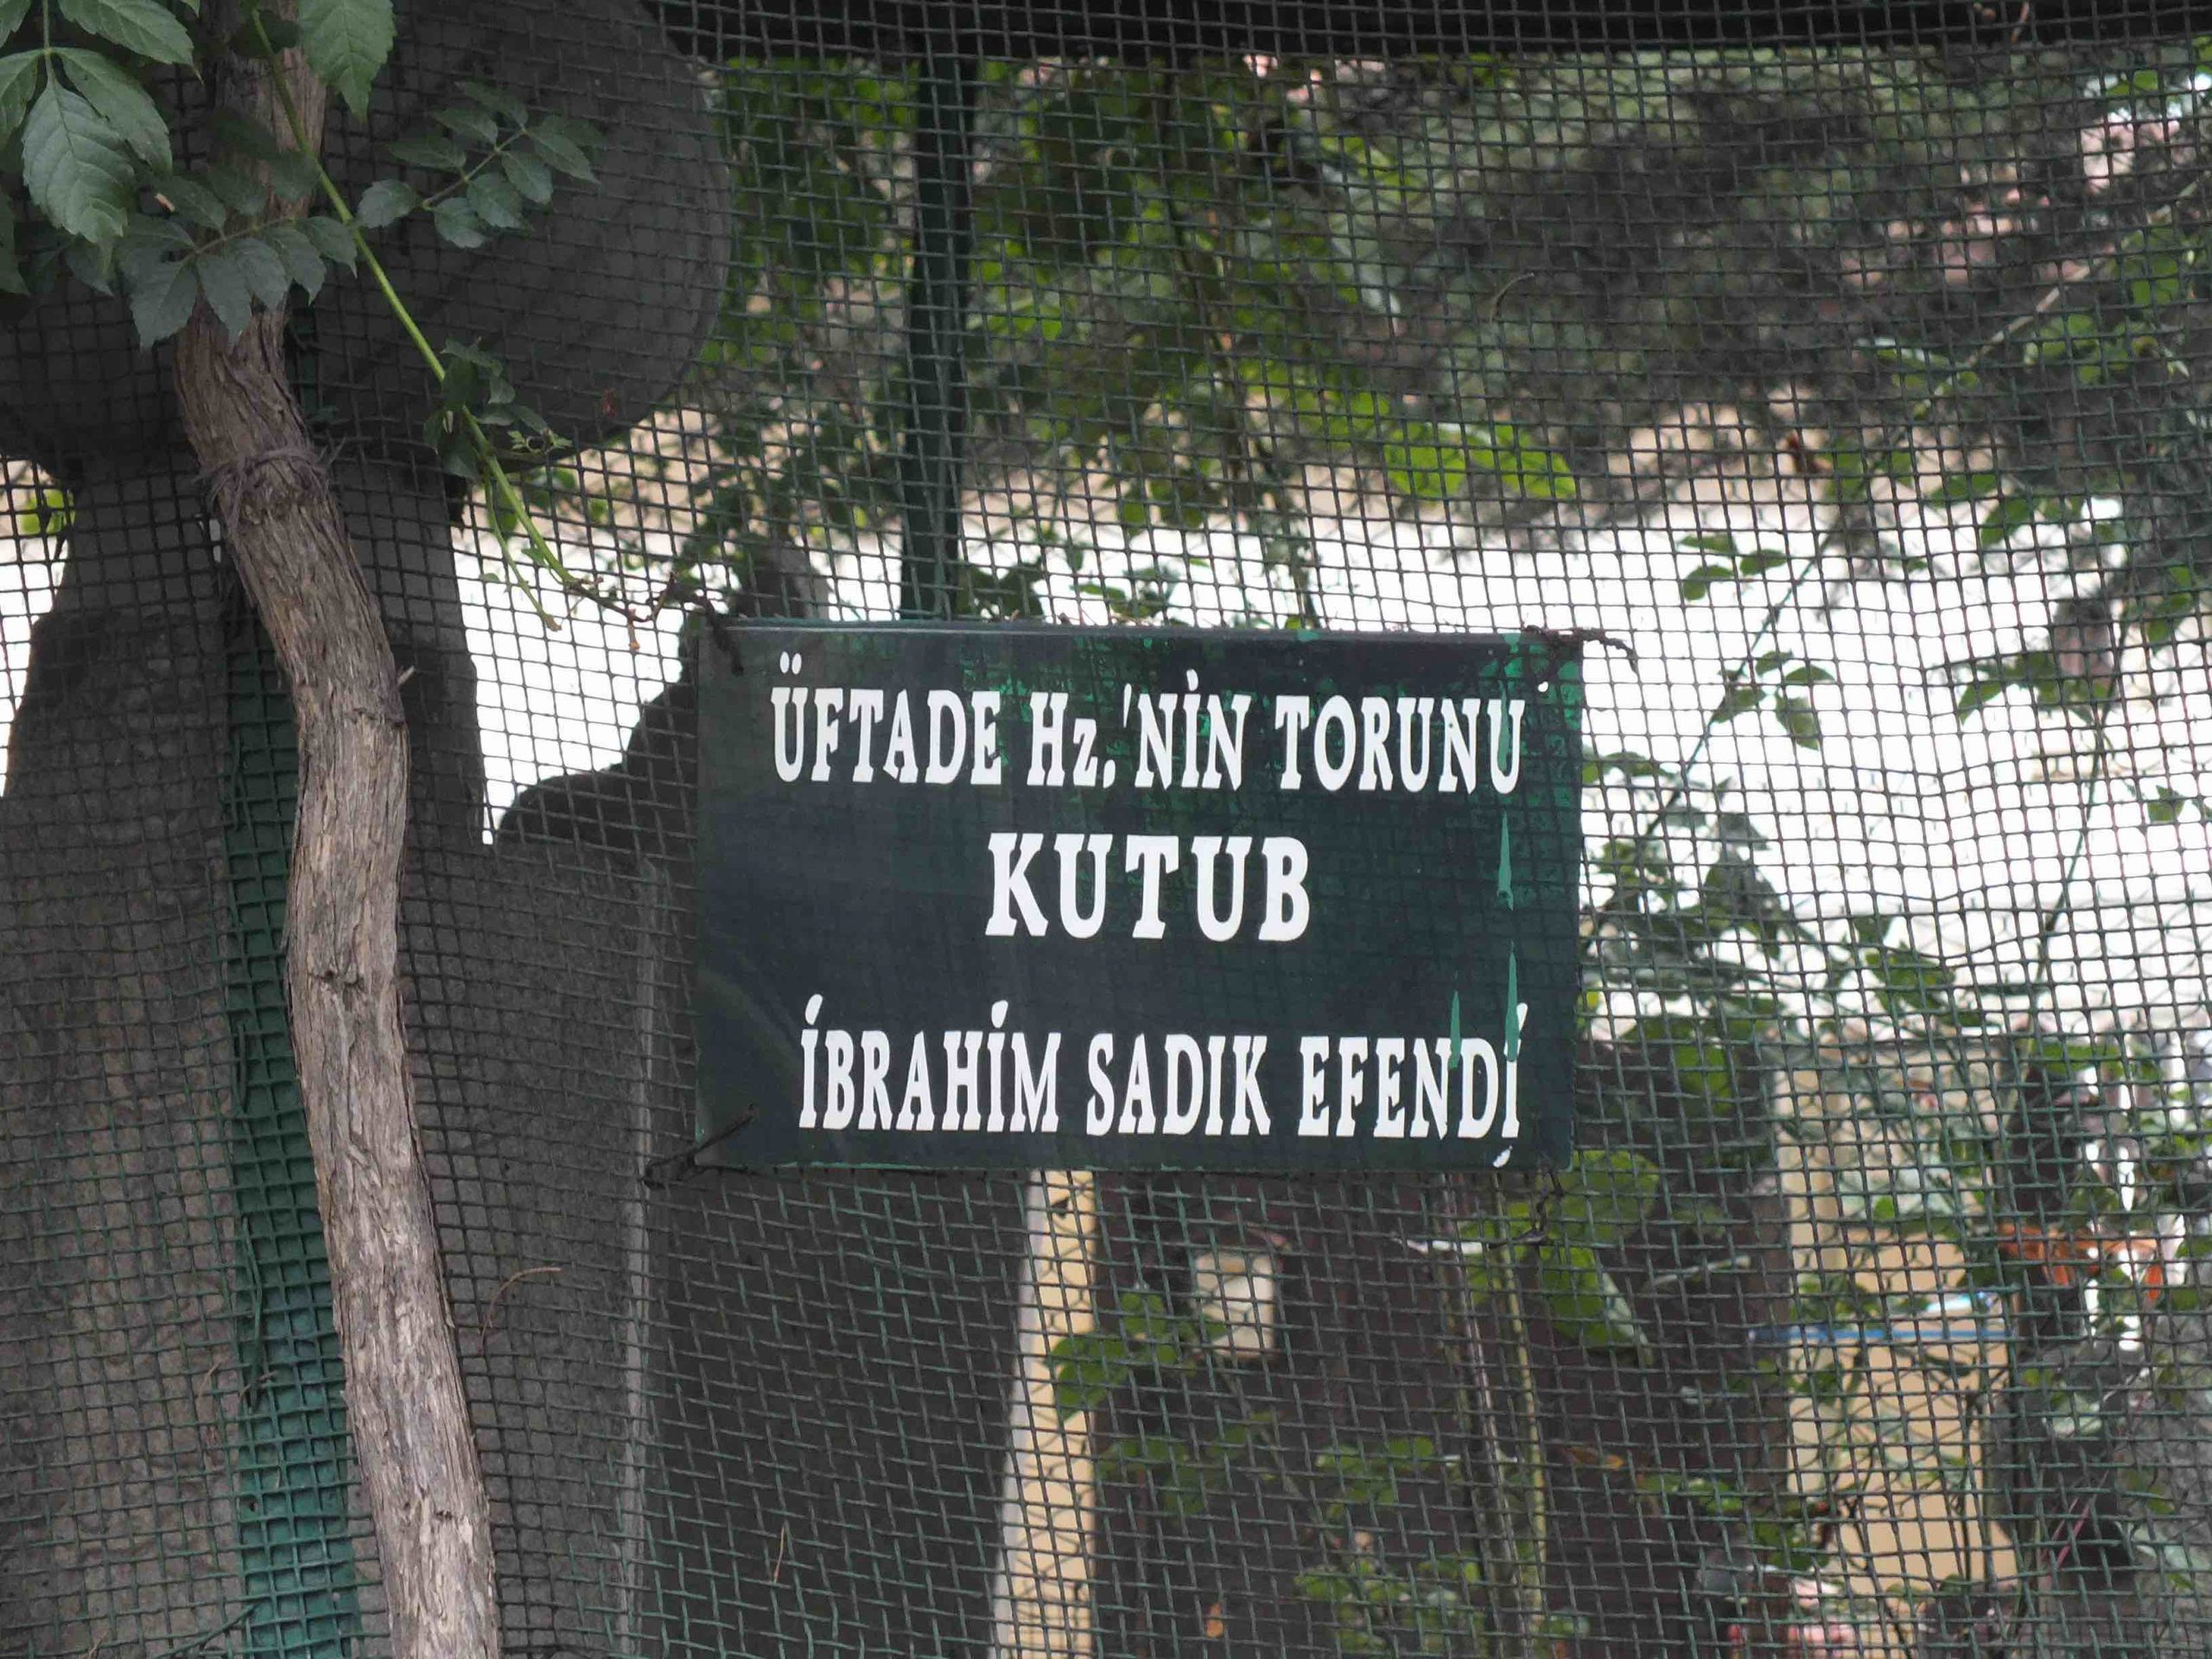 ÜFTADE Hz.'NİN TORUNU
KUTUB
İBRAHİM SADIK EFENDİ